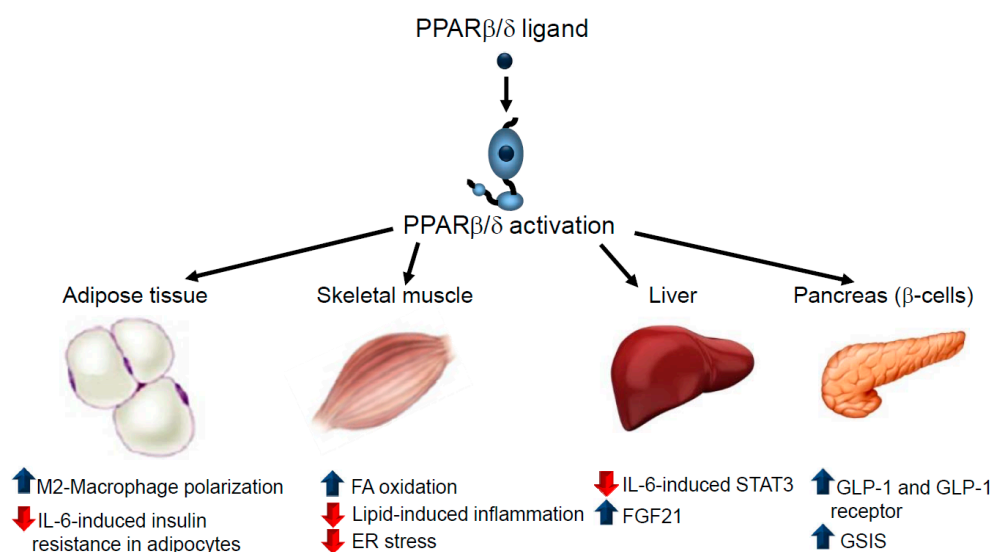 PPARβ/δ ligand
PPARβ/δ activation
Adipose tissue
Skeletal muscle
Liver
Pancreas (β-cells)
M2-Macrophage polarization
IL-6-induced insulin
resistance in adipocytes
FA oxidation
Lipid-induced inflammation
ER stress
IL-6-induced STAT3
FGF21
GLP-1 and GLP-1
receptor
GSIS